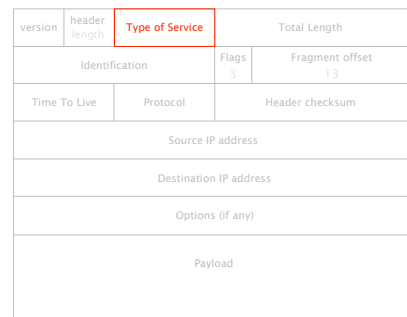 version header length Type of Service Total Length
Identification Flags 3 Fragment offset 13
Time To Live Protocol Header checksum
Source IP address
Destination IP address
Options (if any)
Payload